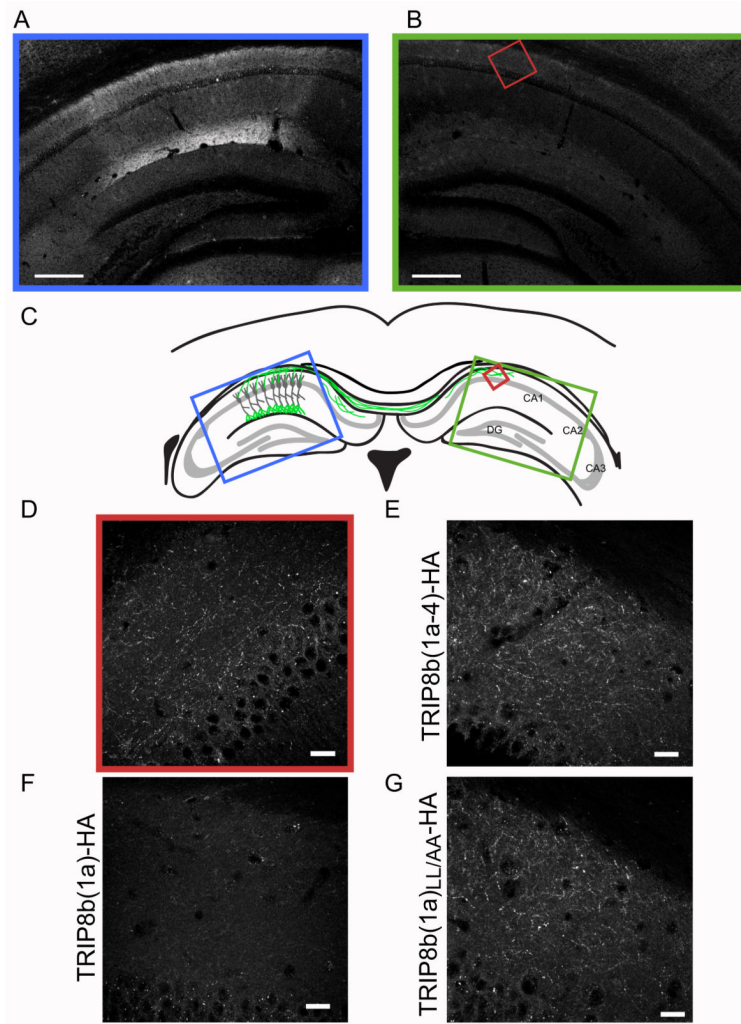 A
B
C
CA1
DG
CA2
CA3
D
E
TRIP8b(1a-4)-HA
F
G
TRIP8b(1a)-HA
TRIP8b(1a)LL/AA-HA